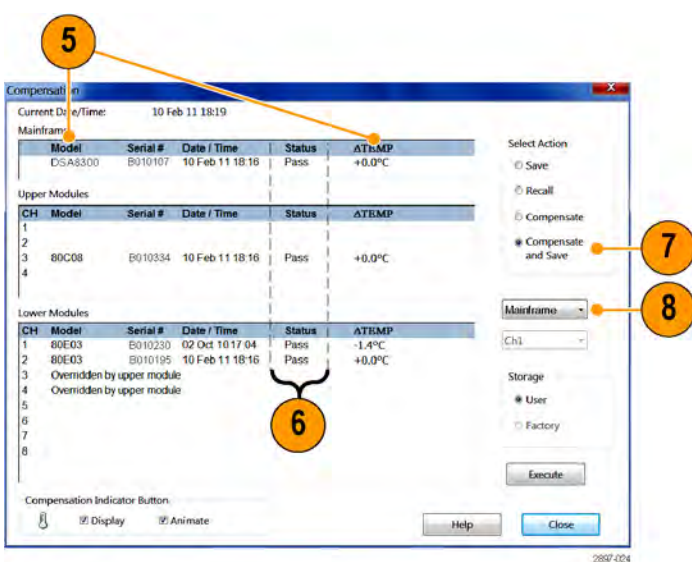 5
Compensation
Current Date/Time: 10 Feb 11 18:19
Mainframe
Model Serial # Date / Time Status ΔTEMP
DSA8300 B010107 10 Feb 11 18:16 Pass +0.0ºC
Upper Modules
CH Model Serial # Date / Time Status ΔTEMP
1
2
3 80C08 B010334 10 Feb 11 18:16 Pass +0.0ºC
4
Lower Modules
CH Model Serial # Date / Time Status ΔTEMP
1 80E03 B010230 02 Oct 10 17 04 Pass -1.4ºC
2 80E03 B010195 10 Feb 11 18:16 Pass +0.0ºC
3 Overridden by upper module
4 Overridden by upper module
5
6
7
8
6
Select Action
Save
Recall
Compensate
Compensate
and Save
7
Mainframe
8
Ch1
Storage
User
Factory
Execute
Compensation Indicator Button
Display Animate
Help Close
2897-024